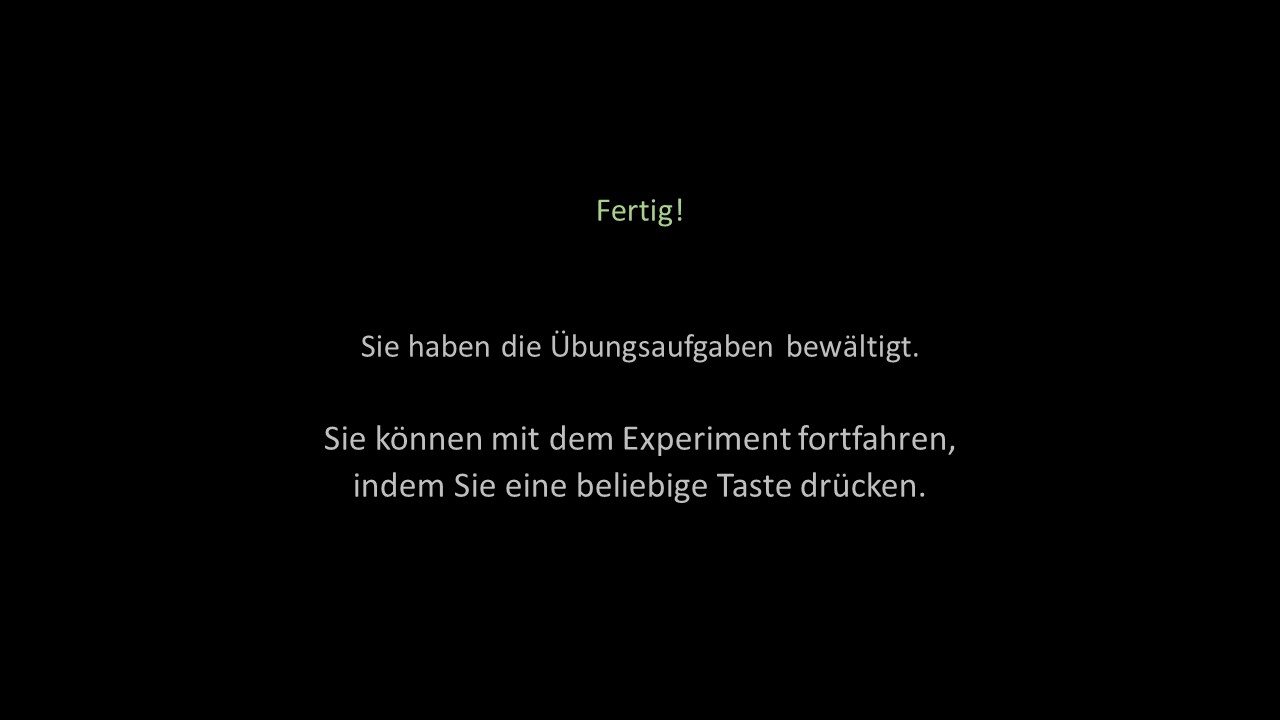 Fertig!
Sie haben die Übungsaufgaben bewältigt.
Sie können mit dem Experiment fortfahren,
indem Sie eine beliebige Taste drücken.